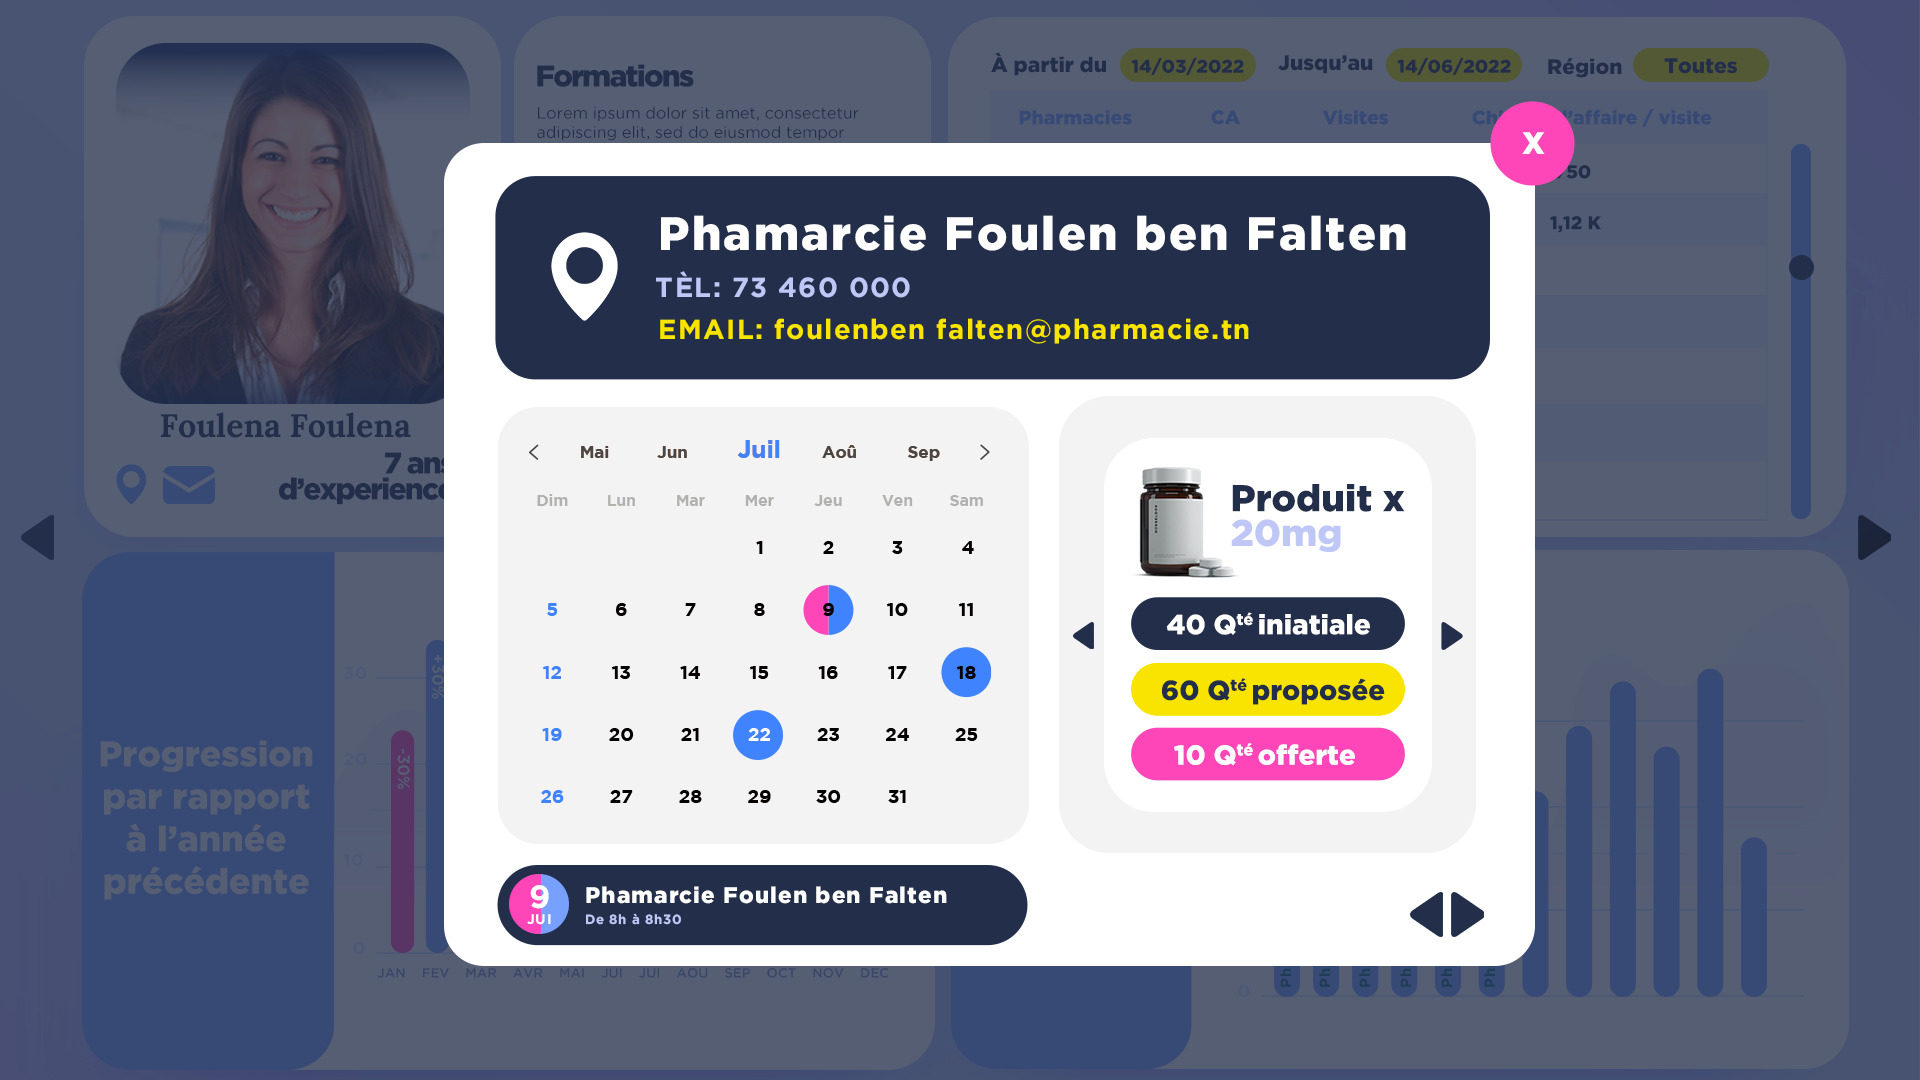 Formations
Lorem ipsum dolor sit amet, consectetur
adipiscing elit, sed do eiusmod tempor
À partir du 14/03/2022 Jusqu'au 14/06/2022 Région Toutes
Pharmacies CA Visites Ch 'affaire / visite
50
1,12 K
X
Foulena Foulena
7 ans
d'experience
Phamarcie Foulen ben Falten
TÈL: 73 460 000
EMAIL: foulenben falten@pharmacie.tn
Mai Jun Juil Aoû Sep
Dim Lun Mar Mer Jeu Ven Sam
1 2 3 4
5 6 7 8 9 10 11
12 13 14 15 16 17 18
19 20 21 22 23 24 25
26 27 28 29 30 31
9
JUI
Phamarcie Foulen ben Falten
De 8h à 8h30
Produit x
20mg
40 Qté iniatiale
60 Qté proposée
10 Qté offerte
Progression
par rapport
à l'année
précédente
30
20
10
0
-30%
+30%
JAN FEV MAR AVR MAI JUI JUI AOU SEP OCT NOV DEC
0
Ph Ph Ph Ph Ph Ph